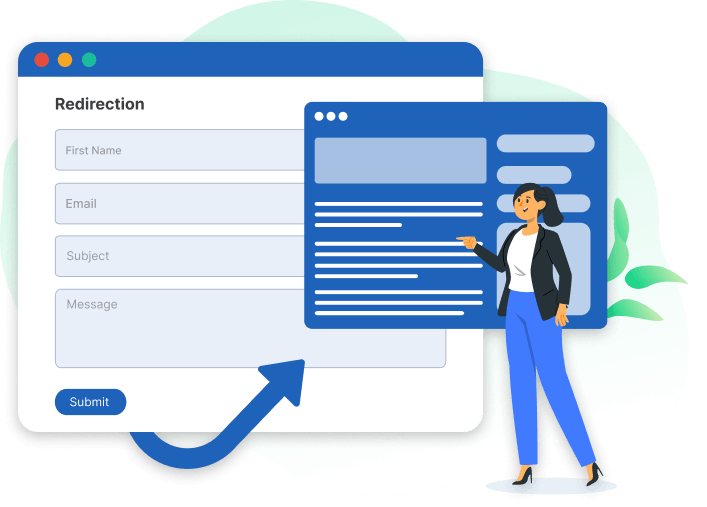 Redirection
First Name
Email
Subject
Message
Submit